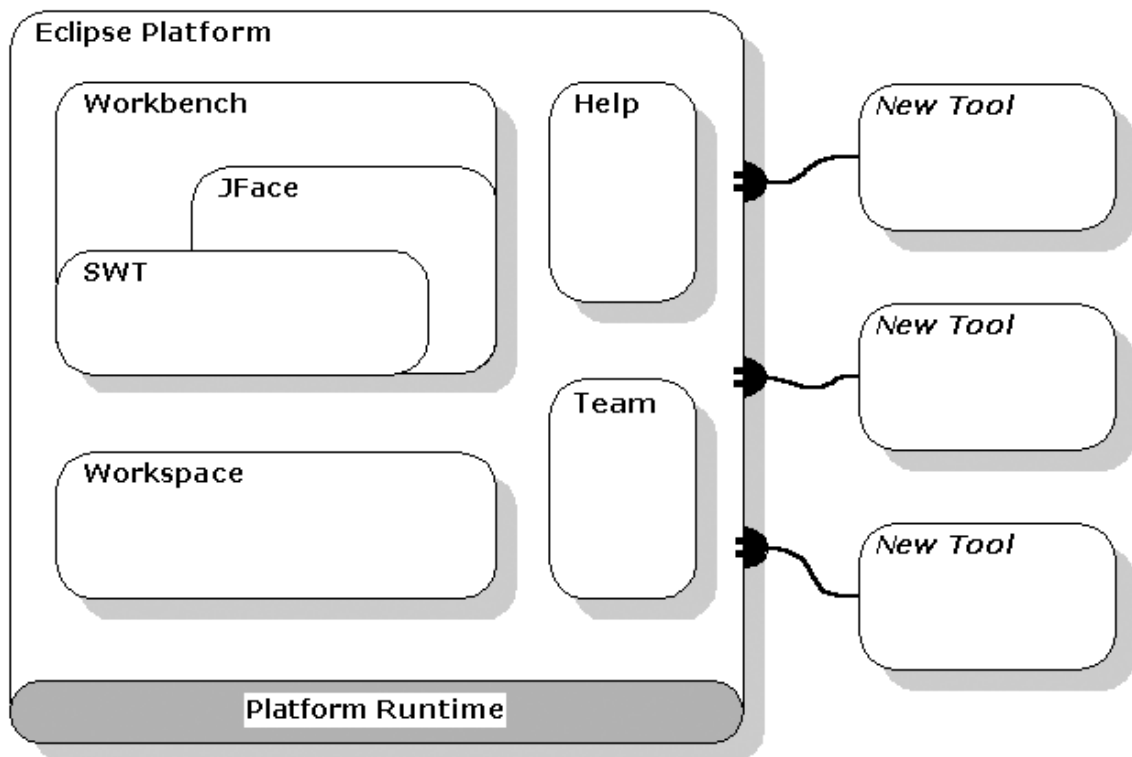 Eclipse Platform
Workbench
JFace
SWT
Workspace
Help
Team
Platform Runtime
New Tool
New Tool
New Tool